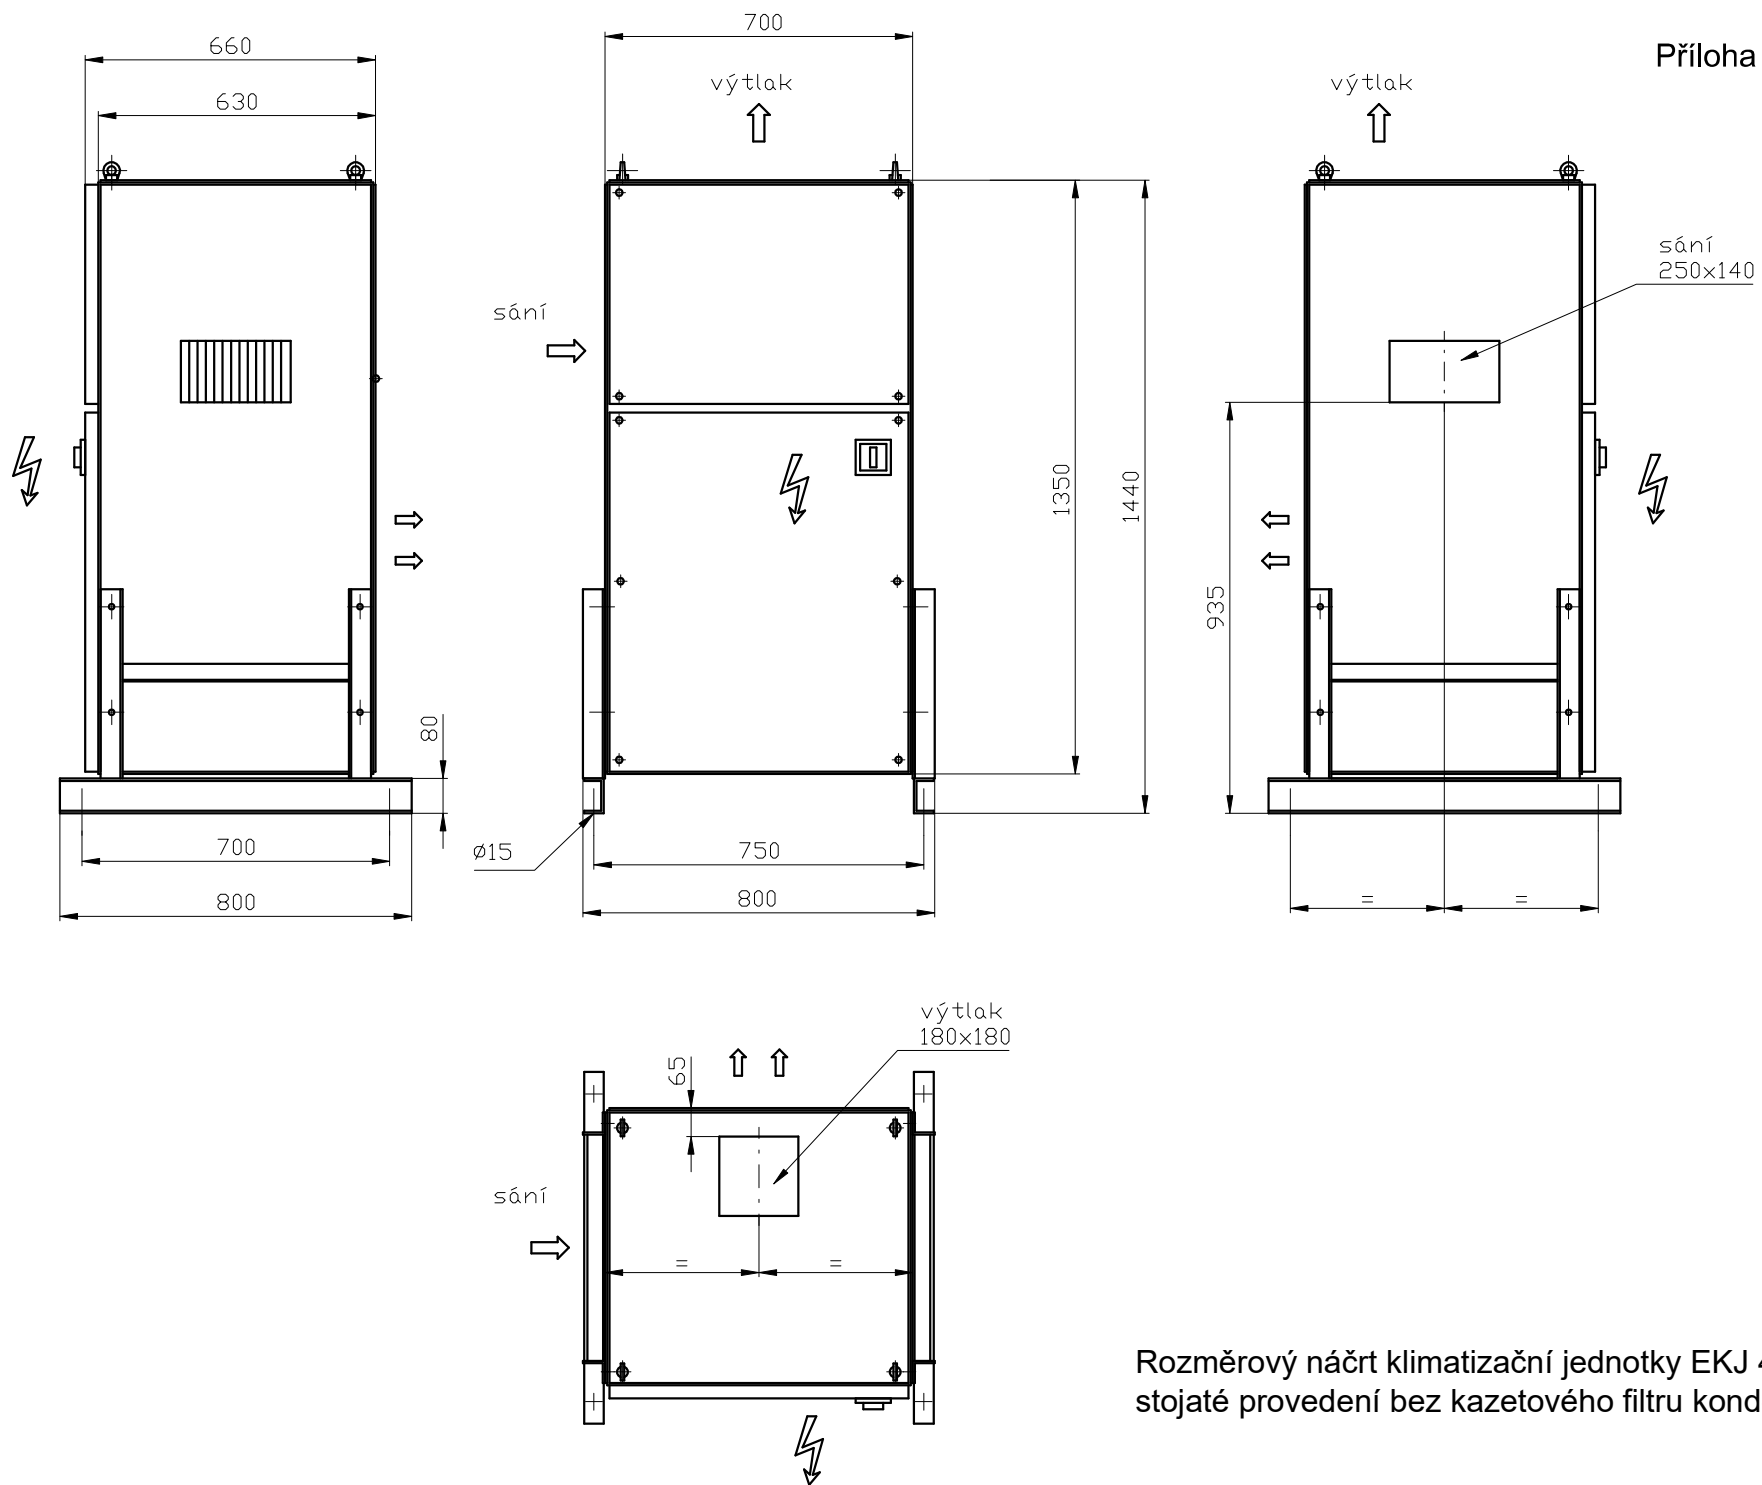 Příloha
660
630
700
výtlak
výtlak
sání
250x140
sání
1350
1440
935
80
700
800
ø15
750
800
=
=
výtlak
180x180
65
sání
=
=
Rozměrový náčrt klimatizační jednotky EKJ
stojaté provedení bez kazetového filtru kond